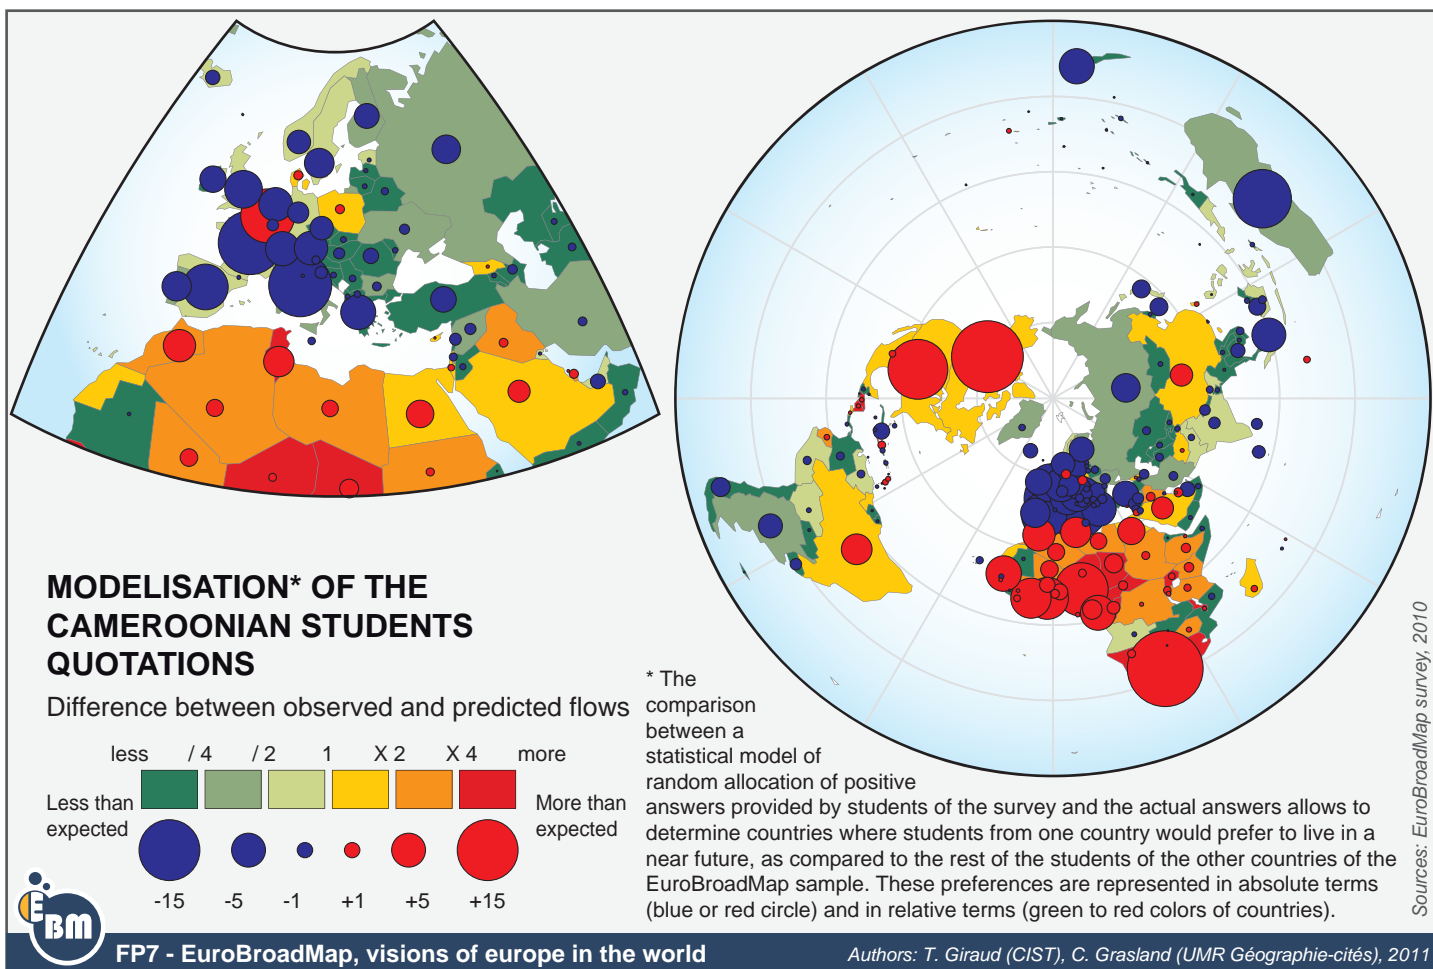 MODELISATION* OF THE
CAMEROONIAN STUDENTS
QUOTATIONS
Difference between observed and predicted flows
less / 4 / 2 1 X 2 X 4 more
Less than
expected
More than
expected
-15 -5 -1 +1 +5 +15
* The
comparison
between a
statistical model of
random allocation of positive
answers provided by students of the survey and the actual answers allows to
determine countries where students from one country would prefer to live in a
near future, as compared to the rest of the students of the other countries of the
EuroBroadMap sample. These preferences are represented in absolute terms
(blue or red circle) and in relative terms (green to red colors of countries).
Sources: EuroBroadMap survey, 2010
E
BM
FP7 - EuroBroadMap, visions of europe in the world
Authors: T. Giraud (CIST), C. Grasland (UMR Géographie-cités), 2011